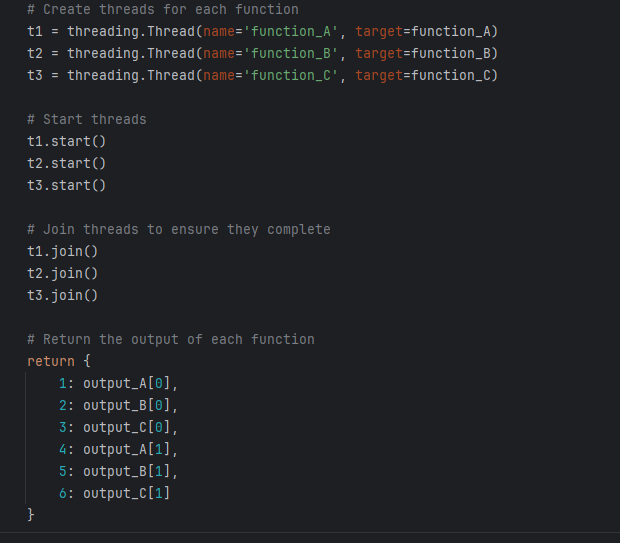 # Create threads for each function
t1 = threading.Thread(name='function_A', target=function_A)
t2 = threading.Thread(name='function_B', target=function_B)
t3 = threading.Thread(name='function_C', target=function_C)
# Start threads
t1.start()
t2.start()
t3.start()
# Join threads to ensure they complete
t1.join()
t2.join()
t3.join()
# Return the output of each function
return {
    1: output_A[0],
    2: output_B[0],
    3: output_C[0],
    4: output_A[1],
    5: output_B[1],
    6: output_C[1]
}